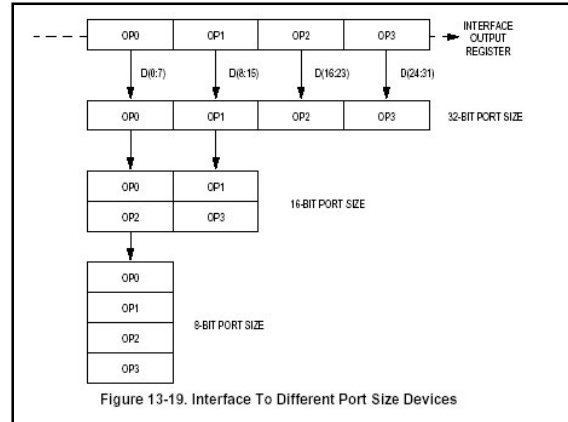 OP0 OP1 OP2 OP3
INTERFACE
OUTPUT
REGISTER
D(0:7) D(8:15) D(16:23) D(24:31)
OP0 OP1 OP2 OP3
32-BIT PORT SIZE
OP0 OP1
OP2 OP3
16-BIT PORT SIZE
OP0
OP1
OP2
OP3
8-BIT PORT SIZE
Figure 13-19. Interface To Different Port Size Devices